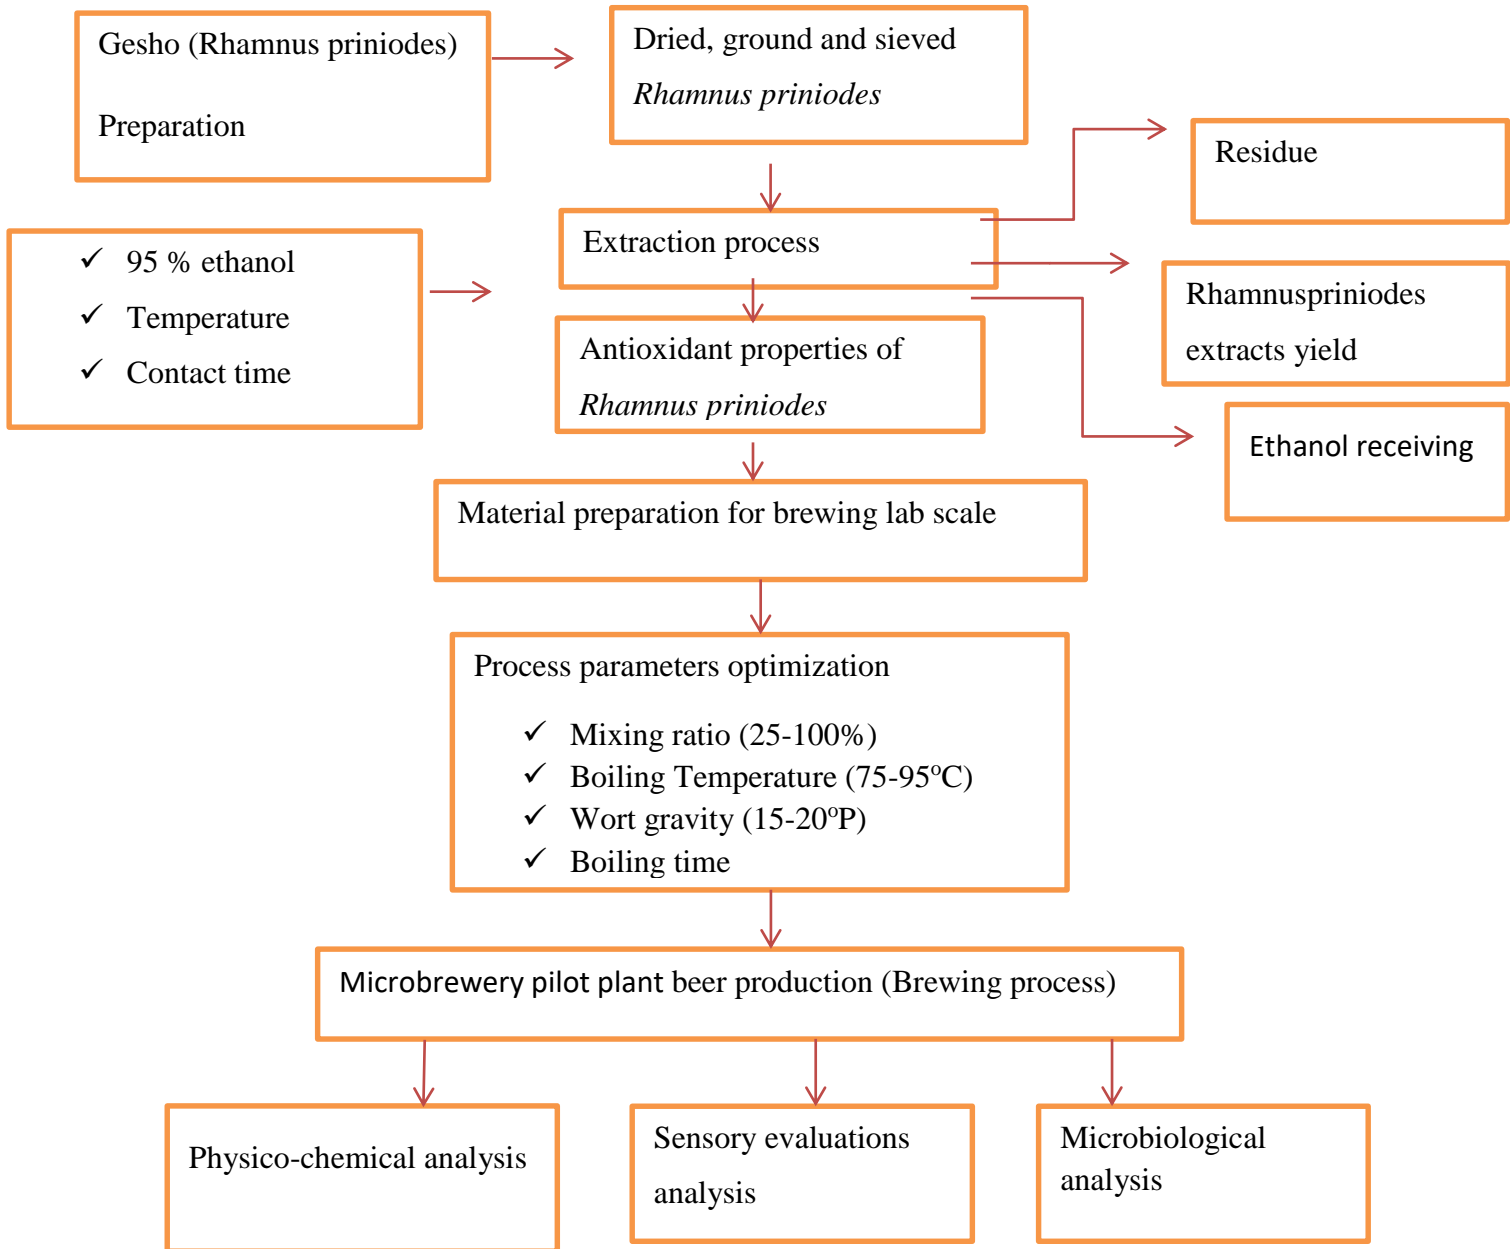 Gesho (Rhamnus priniodes)
Preparation
Dried, ground and sieved
Rhamnus priniodes
Residue
✓ 95 % ethanol
✓ Temperature
✓ Contact time
Extraction process
Rhamnuspriniodes
extracts yield
Antioxidant properties of
Rhamnus priniodes
Ethanol receiving
Material preparation for brewing lab scale
Process parameters optimization
✓ Mixing ratio (25-100%)
✓ Boiling Temperature (75-95°C)
✓ Wort gravity (15-20°P)
✓ Boiling time
Microbrewery pilot plant beer production (Brewing process)
Physico-chemical analysis
Sensory evaluations
analysis
Microbiological
analysis